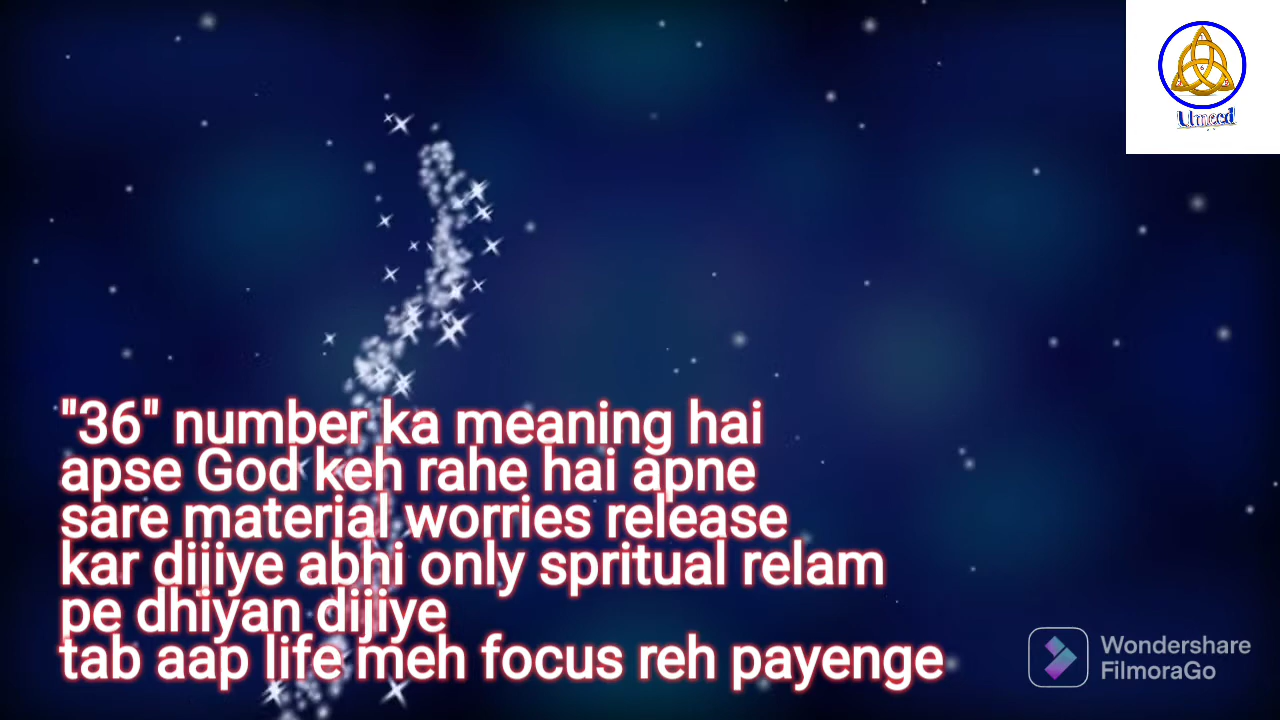 Umeed
"36" number ka meaning hai
apse God keh rahe hai apne
sare material worries release
kar dijiye abhi only spritual relam
pe dhiyan dijiye
tab aap life meh focus reh payenge
Wondershare
FilmoraGo